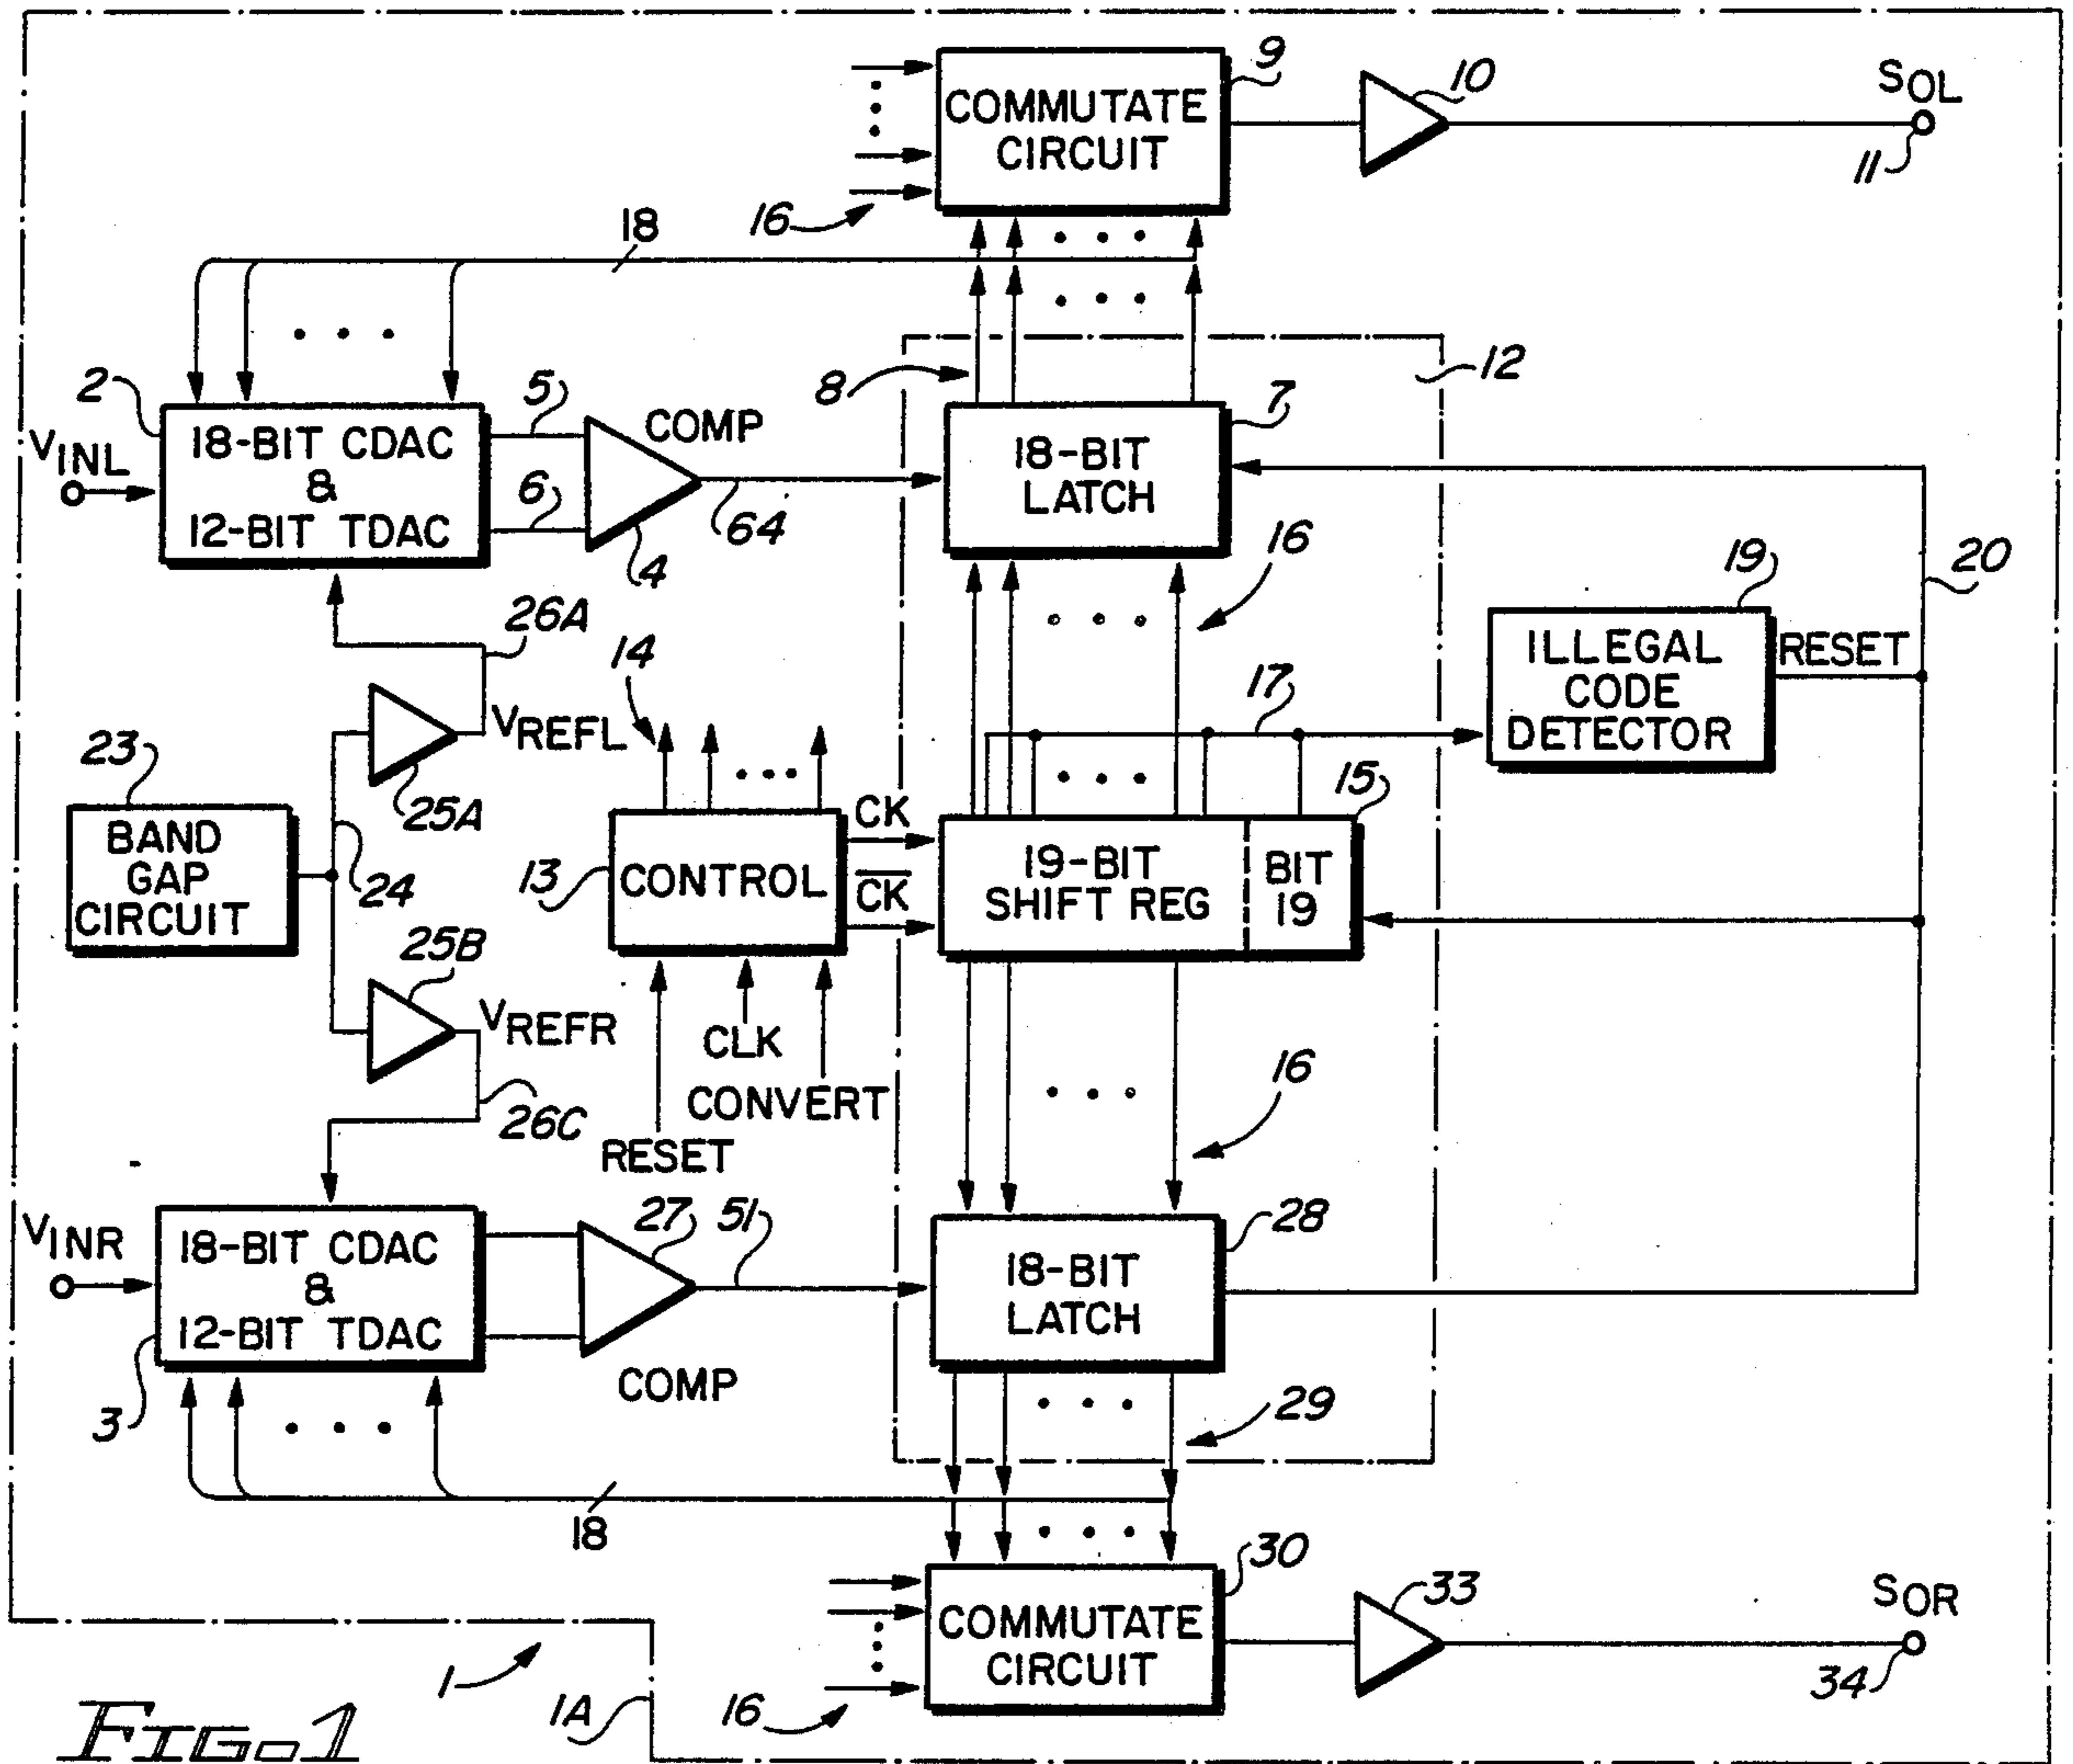 9
COMMUTATE
CIRCUIT
10
SOL
11
16
18
8
12
2
VINL
18-BIT CDAC
&
12-BIT TDAC
5
6
COMP
4
64
7
18-BIT
LATCH
16
19
20
ILLEGAL
CODE
DETECTOR
RESET
26A
14
17
VREFL
25A
23
BAND
GAP
CIRCUIT
24
25B
VREFR
26C
13
CONTROL
CK
CK
15
19-BIT
SHIFT REG
BIT
19
CLK
CONVERT
RESET
16
VINR
18-BIT CDAC
&
12-BIT TDAC
3
27
51
COMP
28
18-BIT
LATCH
29
18
30
COMMUTATE
CIRCUIT
33
SOR
34
16
1
1A
FIG. 1